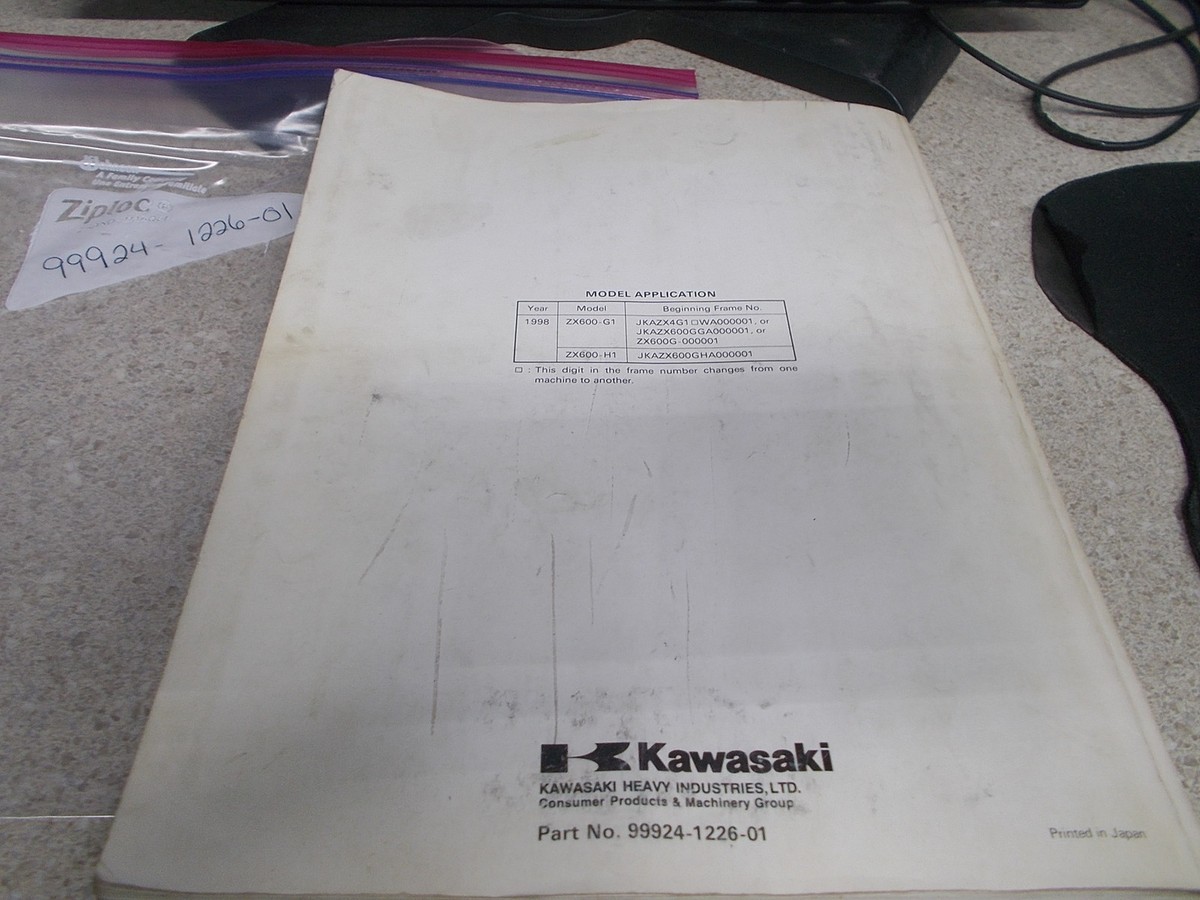 A Family Company
Ziploc
99924-1226-01
MODEL APPLICATION
Year Model Beginning Frame No.
1998 ZX600-G1 JKAZX4G1□WA000001, or
JKAZX600GGA000001, or
ZX600G-000001
ZX600-H1 JKAZX600GHA000001
□ : This digit in the frame number changes from one
machine to another.
Kawasaki
KAWASAKI HEAVY INDUSTRIES, LTD.
Consumer Products & Machinery Group
Part No. 99924-1226-01
Printed in Japan